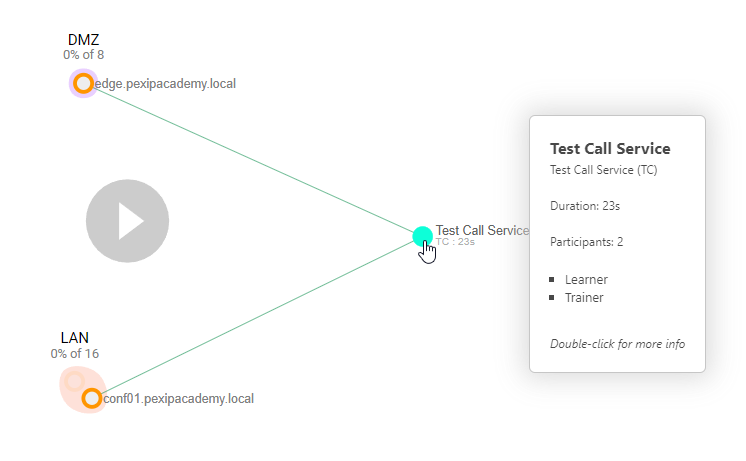 DMZ
0% of 8
edge.pexipacademy.local
Test Call Service
TC : 23s
LAN
0% of 16
conf01.pexipacademy.local
Test Call Service
Test Call Service (TC)
Duration: 23s
Participants: 2
Learner
Trainer
Double-click for more info